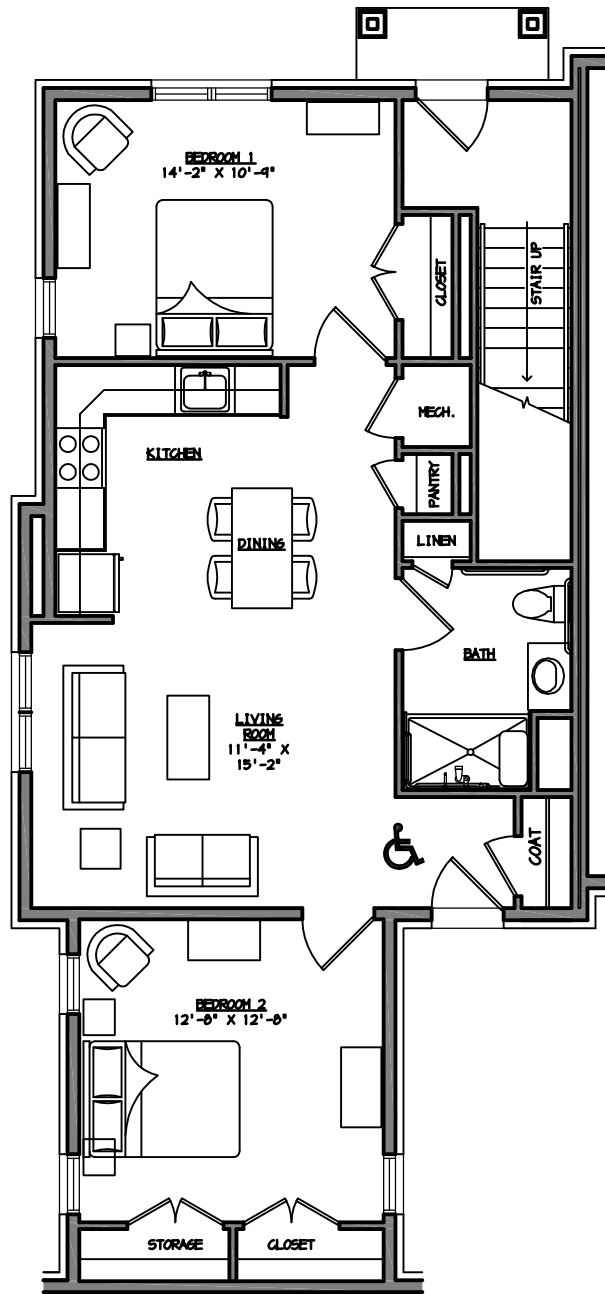 BEDROOM 1
14'-2" X 10'-9"
CLOSET
STAIR UP
MECH.
KITCHEN
PANTRY
DINING
LINEN
BATH
LIVING
ROOM
11'-4" X
15'-2"
COAT
BEDROOM 2
12'-8" X 12'-8"
STORAGE
CLOSET